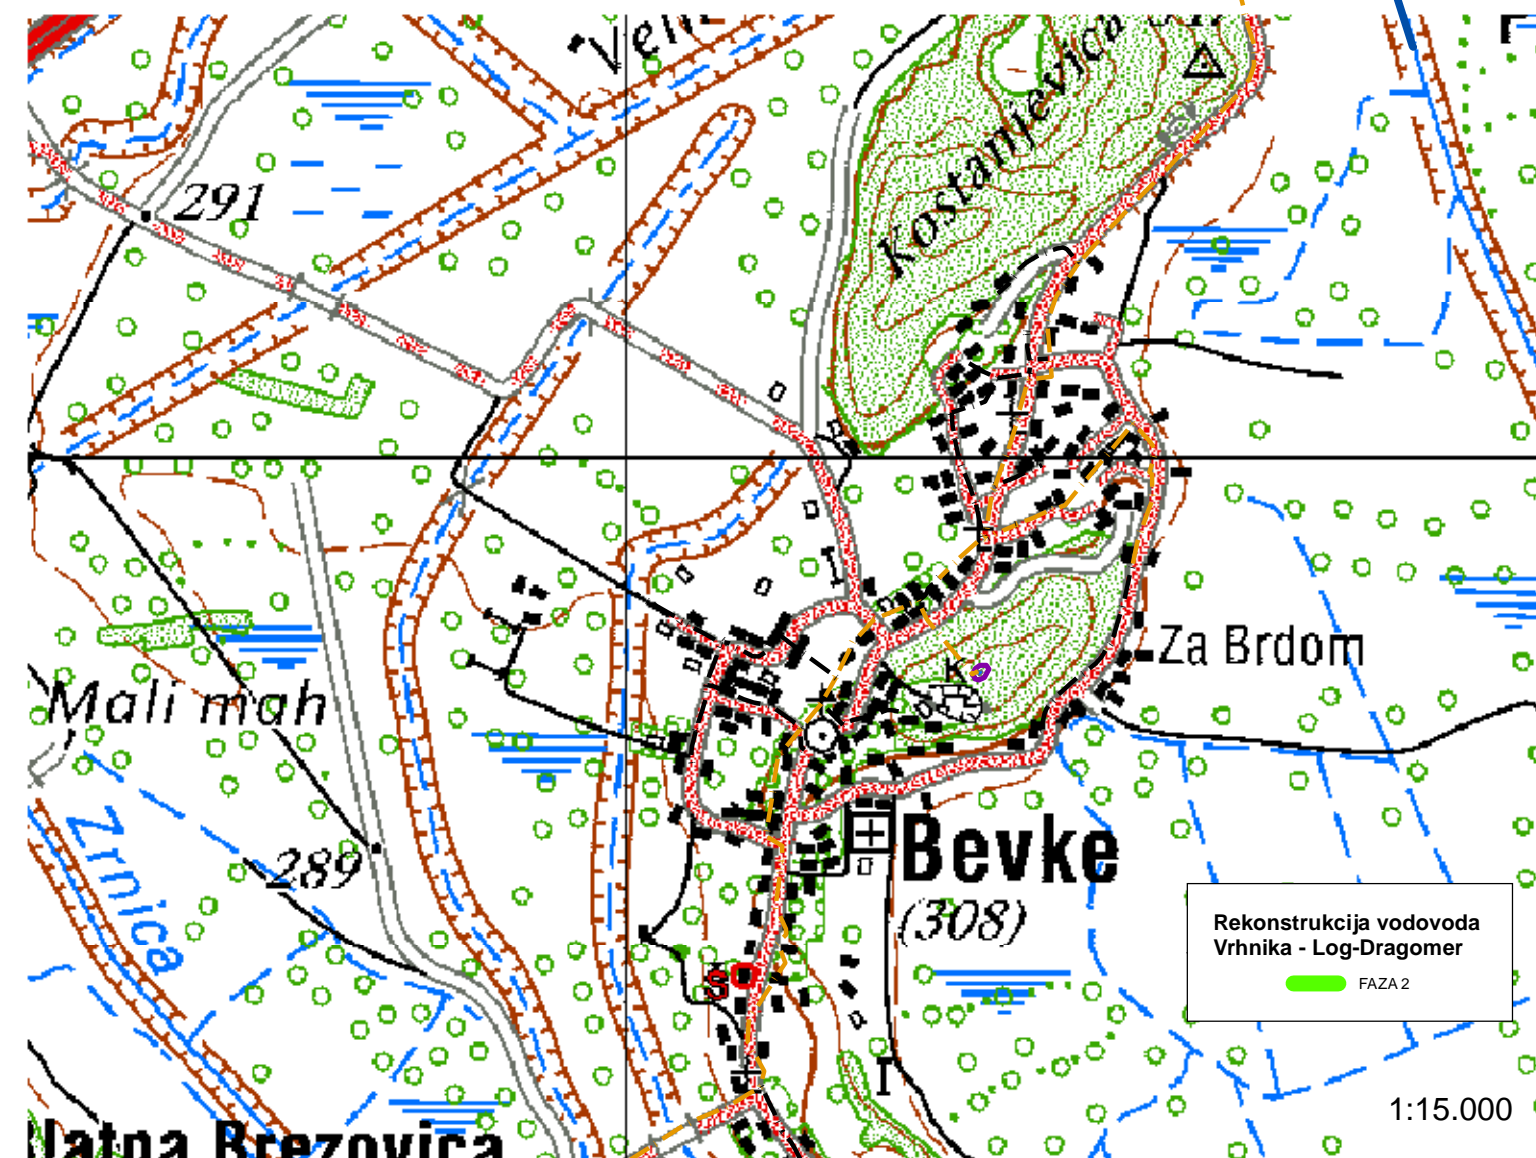 Kostanjevica
291
Za Brdom
K
Mali mah
Zrnica
289
Bevke
(308)
Š
Rekonstrukcija vodovoda
Vrhnika - Log-Dragomer
FAZA 2
1:15.000
Brezovica